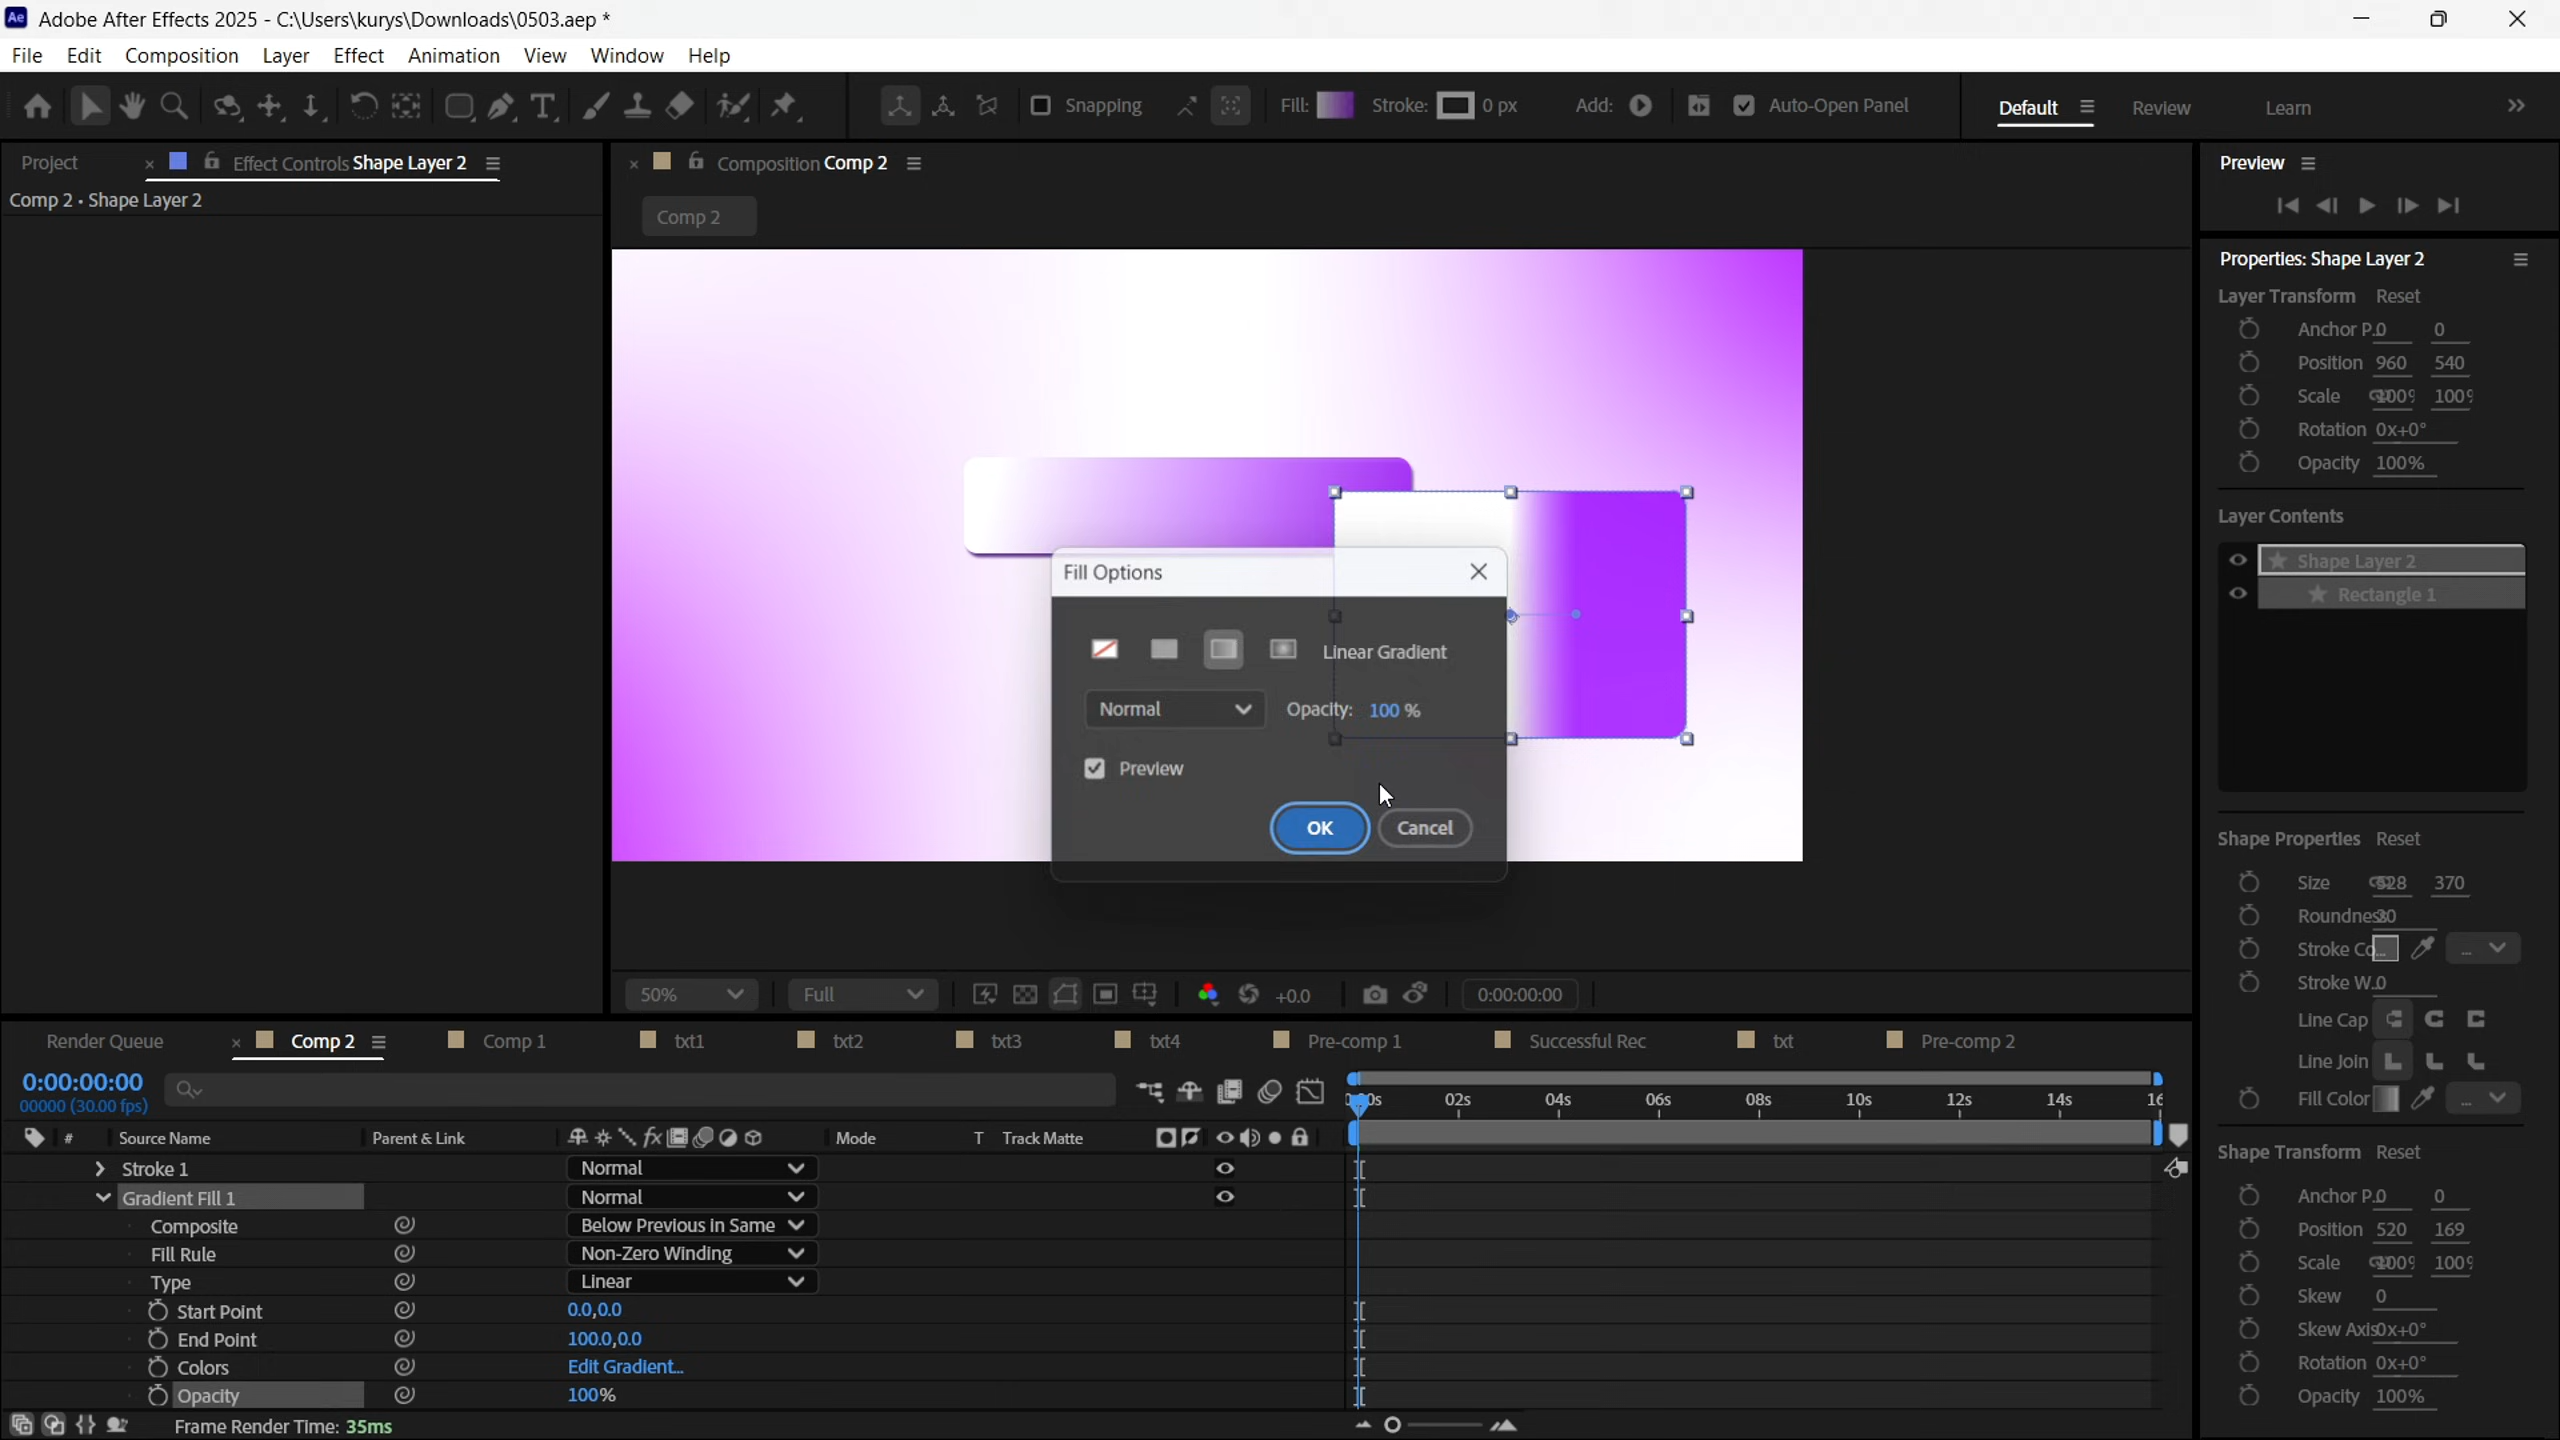 Ae Adobe After Effects 2025 - C:\Users\kurys\Downloads\0503.aep *
File Edit Composition Layer Effect Animation View Window Help
Snapping Fill: Stroke: 0 px Add: Auto-Open Panel Default Review Learn
Project Effect Controls Shape Layer 2 Composition Comp 2 Preview
Comp 2 • Shape Layer 2
Comp 2
Properties: Shape Layer 2
Layer Transform Reset
Anchor P... 0 0
Position 960 540
Scale 100% 100%
Rotation 0x+0°
Opacity 100%
Layer Contents
Shape Layer 2
Rectangle 1
Fill Options
Linear Gradient
Normal Opacity: 100 %
Preview
OK Cancel
Shape Properties Reset
Size 528 370
Roundness 20
Stroke Co... ...
Stroke W... 0
Line Cap
Line Join
Fill Color ...
Shape Transform Reset
Anchor P... 0 0
Position 520 169
Scale 100% 100%
Skew 0
Skew Axis 0x+0°
Rotation 0x+0°
Opacity 100%
50% Full +0.0 0:00:00:00
Render Queue Comp 2 Comp 1 txt1 txt2 txt3 txt4 Pre-comp 1 Successful Rec txt Pre-comp 2
0:00:00:00
00000 (30.00 fps)
02s 04s 06s 08s 10s 12s 14s 16
# Source Name Parent & Link fx Mode T Track Matte
Stroke 1 Normal
Gradient Fill 1 Normal
Composite Below Previous in Same
Fill Rule Non-Zero Winding
Type Linear
Start Point 0.0,0.0
End Point 100.0,0.0
Colors Edit Gradient...
Opacity 100%
Frame Render Time: 35ms